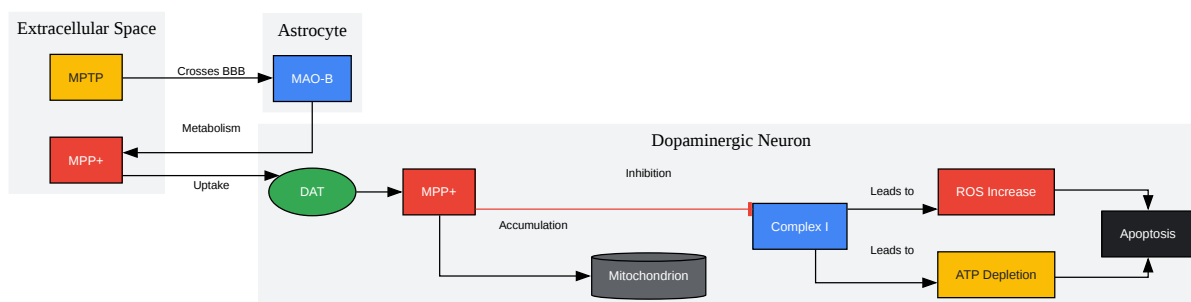 Extracellular Space
Astrocyte
MPTP
Crosses BBB
MAO-B
Metabolism
Dopaminergic Neuron
MPP+
Uptake
DAT
MPP+
Inhibition
Accumulation
Complex I
Leads to
ROS Increase
Leads to
ATP Depletion
Apoptosis
Mitochondrion